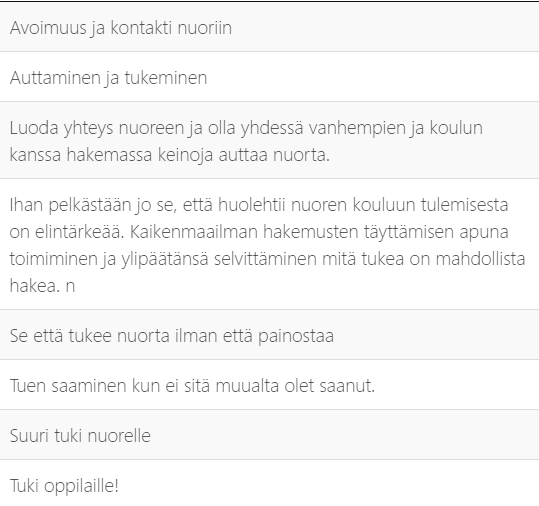 Avoimuus ja kontakti nuoriin
Auttaminen ja tukeminen
Luoda yhteys nuoreen ja olla yhdessä vanhempien ja koulun
kanssa hakemassa keinoja auttaa nuorta.
Ihan pelkästään jo se, että huolehtii nuoren kouluun tulemisesta
on elintärkeää. Kaikenmaailman hakemusten täyttämisen apuna
toimiminen ja ylipäätänsä selvittäminen mitä tukea on mahdollista
hakea. n
Se että tukee nuorta ilman että painostaa
Tuen saaminen kun ei sitä muualta olet saanut.
Suuri tuki nuorelle
Tuki oppilaille!